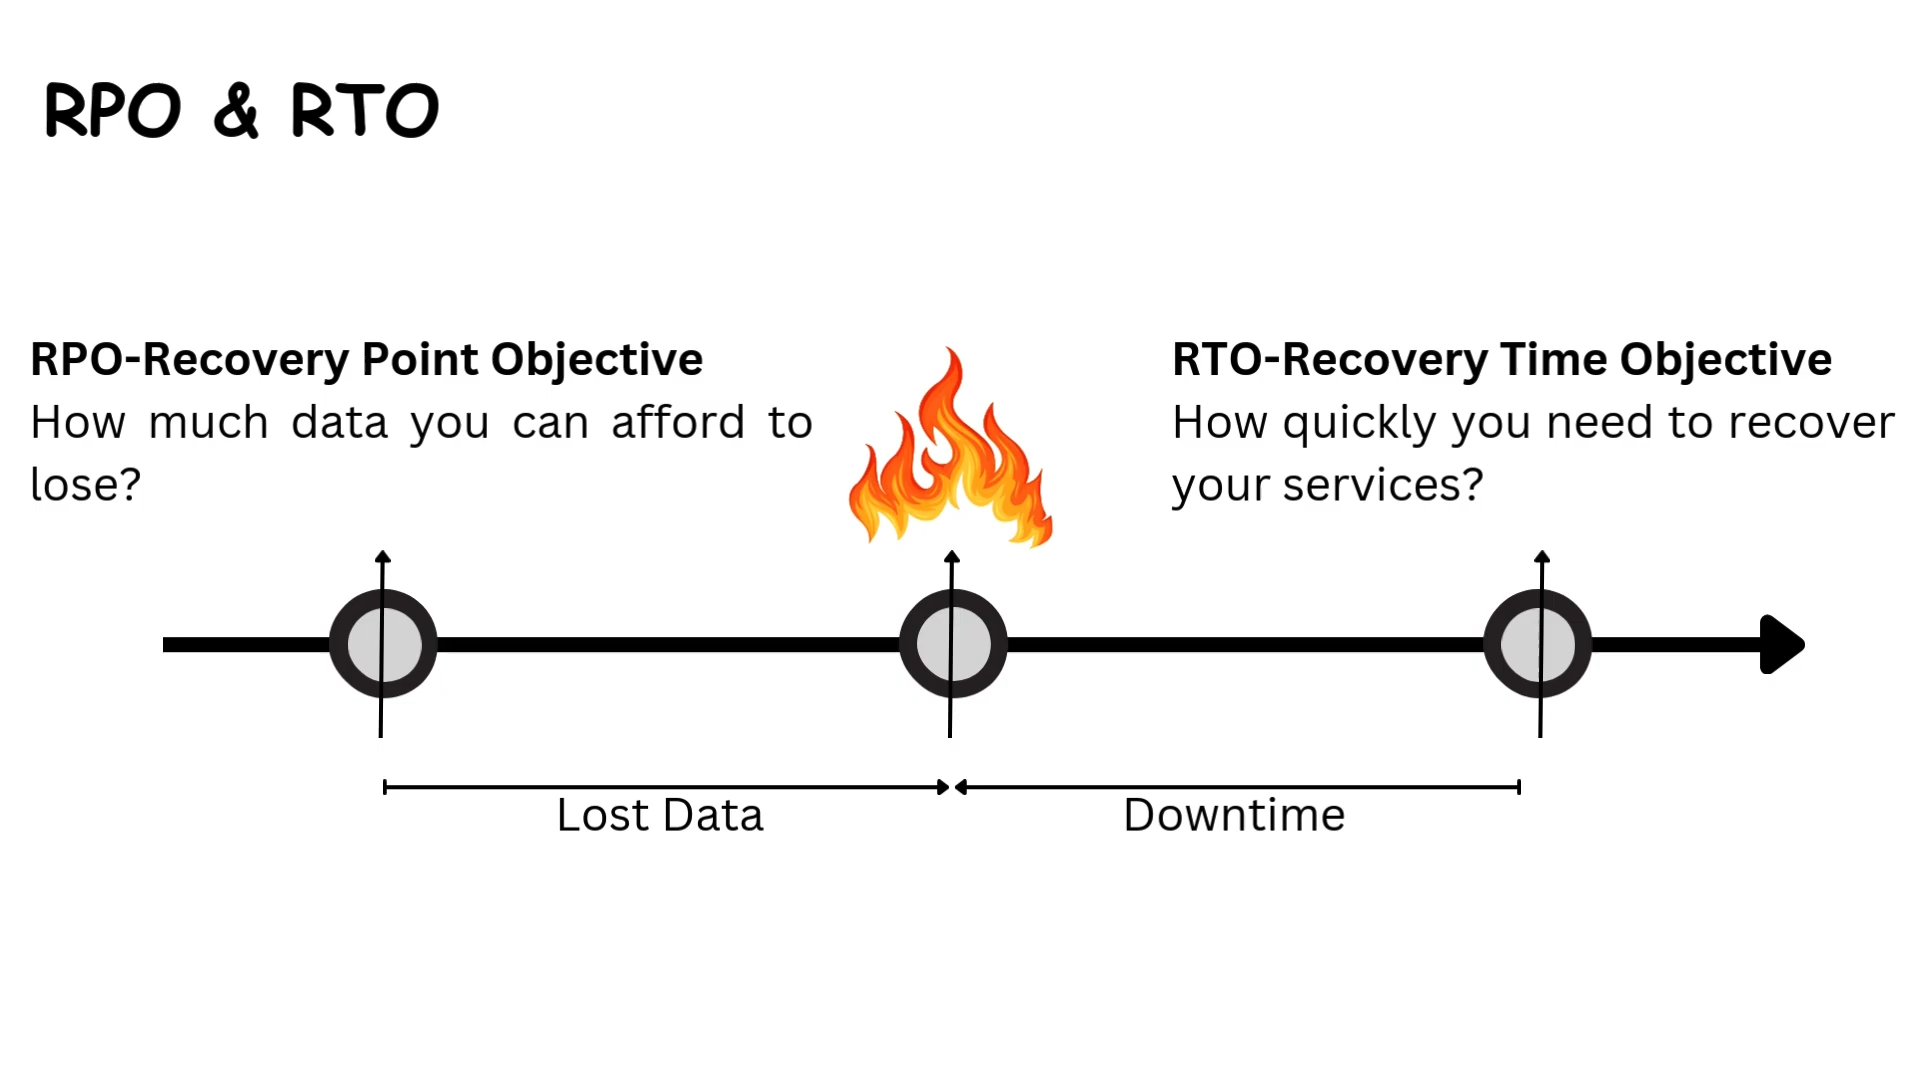 RPO & RTO
RPO-Recovery Point Objective
How much data you can afford to
lose?
RTO-Recovery Time Objective
How quickly you need to recover
your services?
Lost Data
Downtime